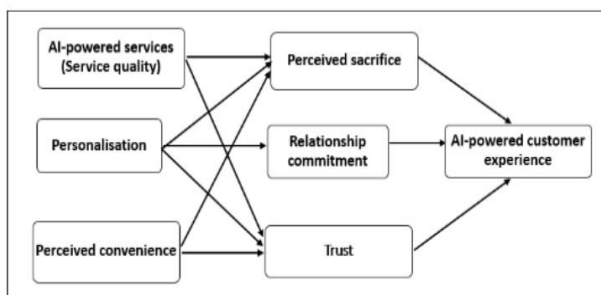 AI-powered services
(Service quality)
Perceived sacrifice
Personalisation
Relationship
commitment
AI-powered customer
experience
Perceived convenience
Trust